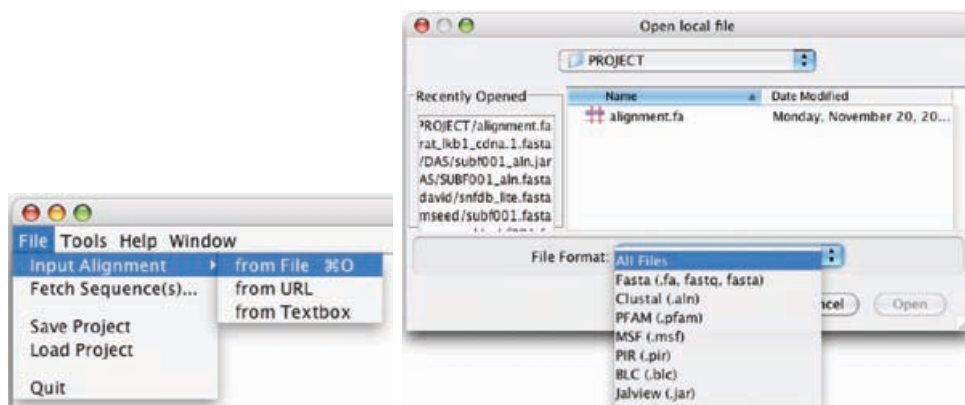 File Tools Help Window
Input Alignment
from File ⌘O
Fetch Sequence(s)...
from URL
from Textbox
Save Project
Load Project
Quit
Open local file
PROJECT
Recently Opened
PROJECT/alignment.fa
rat_lkb1_cdna.1.fasta
/DAS/subf001_aln.jar
AS/SUBF001_aln.fasta
david/snfdb_lite.fasta
mseed/subf001.fasta
Name
Date Modified
alignment.fa
Monday, November 20, 20...
File Format:
All Files
Fasta (.fa, fastq, fasta)
Clustal (.aln)
PFAM (.pfam)
MSF (.msf)
PIR (.pir)
BLC (.blc)
Jalview (.jar)
ncel
Open